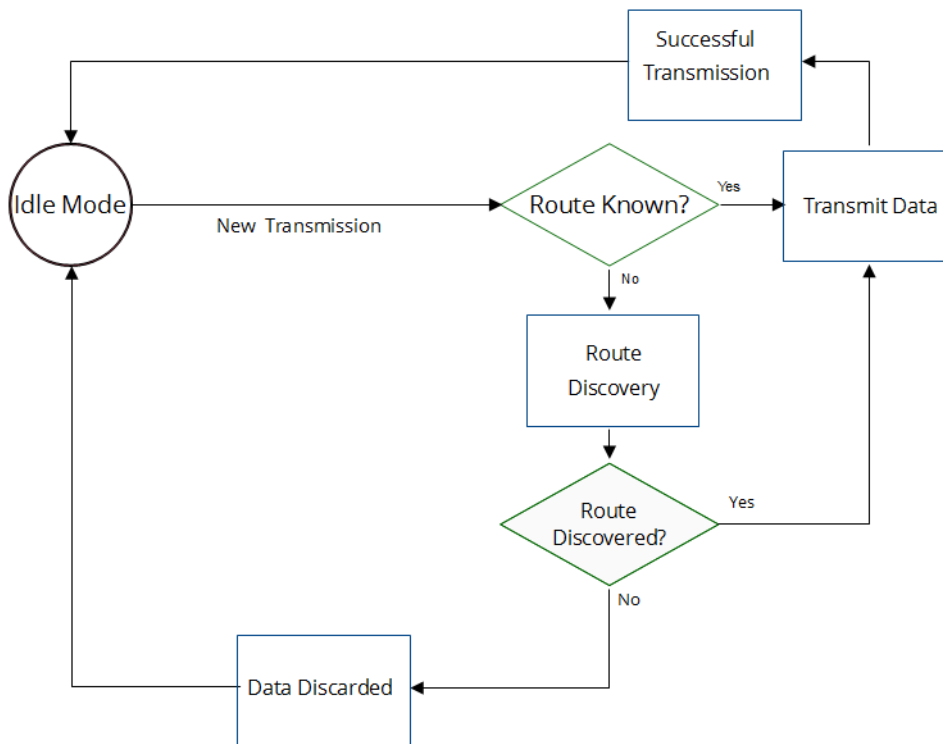 Successful
Transmission
Idle Mode
New Transmission
Route Known?
Yes
Transmit Data
No
Route
Discovery
Route
Discovered?
Yes
No
Data Discarded